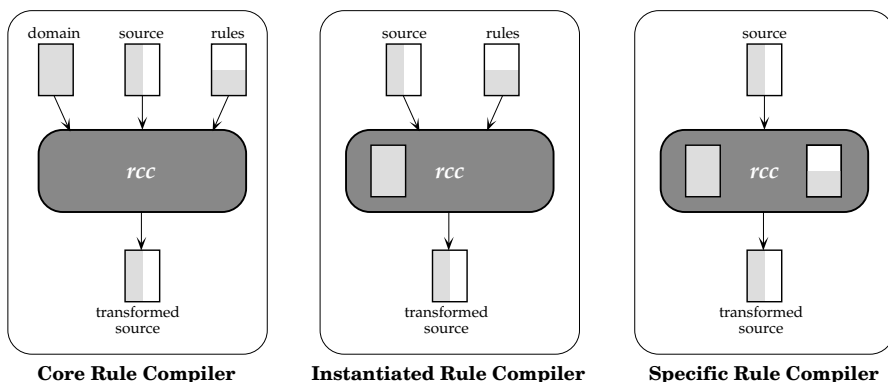 domain source rules
rcc
transformed
source
Core Rule Compiler
source rules
rcc
transformed
source
Instantiated Rule Compiler
source
rcc
transformed
source
Specific Rule Compiler